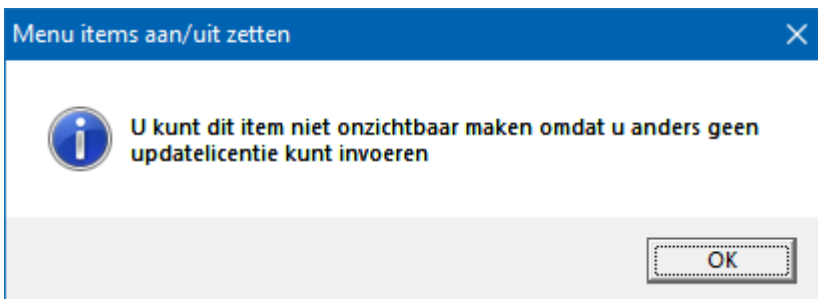 Menu items aan/uit zetten
U kunt dit item niet onzichtbaar maken omdat u anders geen
updatelicentie kunt invoeren
OK